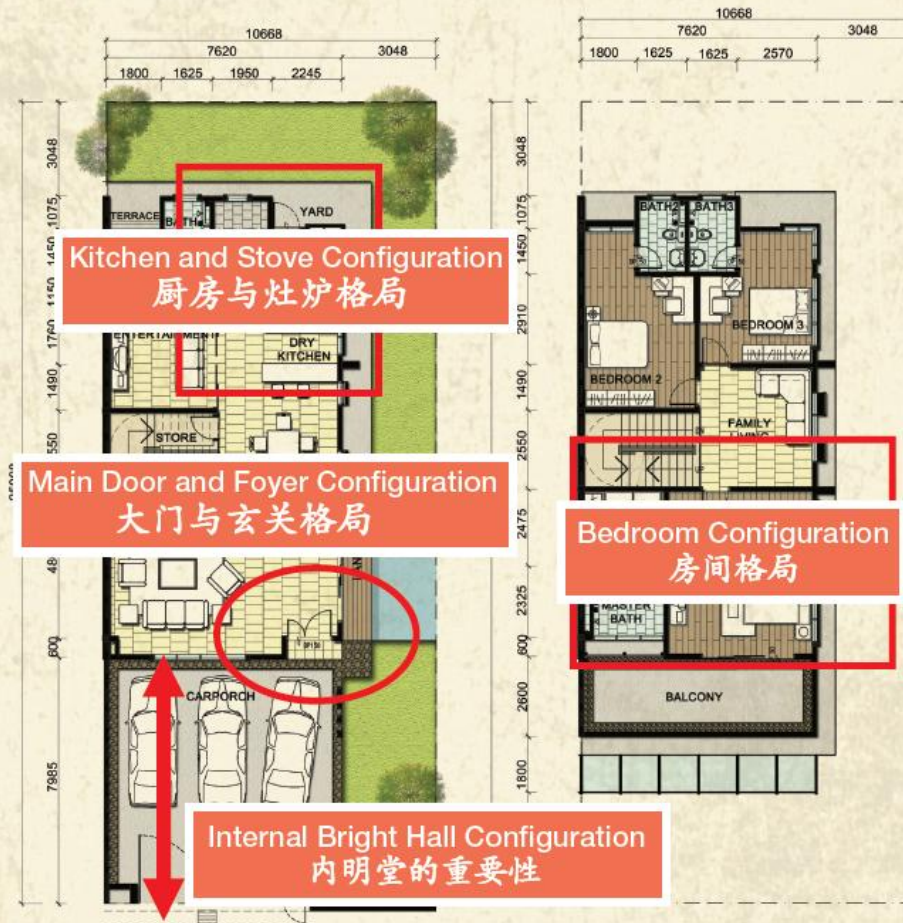 10668
7620 3048
1800 1625 1950 2245
3048
1075
1450
1150
1760
1490
600
7985
TERRACE
BATH
YARD
Kitchen and Stove Configuration
厨房与灶炉格局
DRY
KITCHEN
STORE
Main Door and Foyer Configuration
大门与玄关格局
CARPORCH
Internal Bright Hall Configuration
内明堂的重要性
10668
7620 3048
1800 1625 1625 2570
3048
1075
1450
2910
1490
2550
2475
2325
600
2600
1800
BATH2 BATH3
BEDROOM 3
BEDROOM 2
FAMILY
LIVING
Bedroom Configuration
房间格局
MASTER
BATH
BALCONY